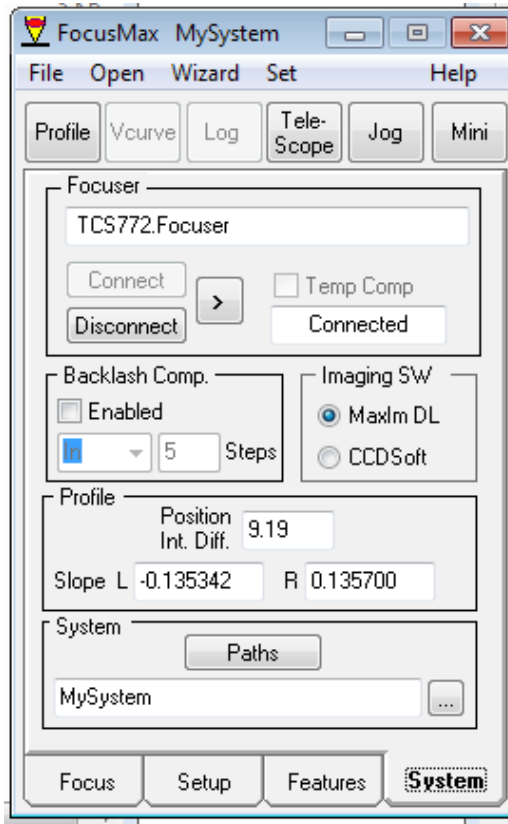 FocusMax MySystem
File Open Wizard Set Help
Profile Vcurve Log Tele-Scope Jog Mini
Focuser
TCS772.Focuser
Connect
> Temp Comp
Disconnect Connected
Backlash Comp. Imaging SW
Enabled MaxIm DL
In 5 Steps CCDSoft
Profile
Position
Int. Diff. 9.19
Slope L -0.135342 R 0.135700
System
Paths
MySystem ...
Focus Setup Features System